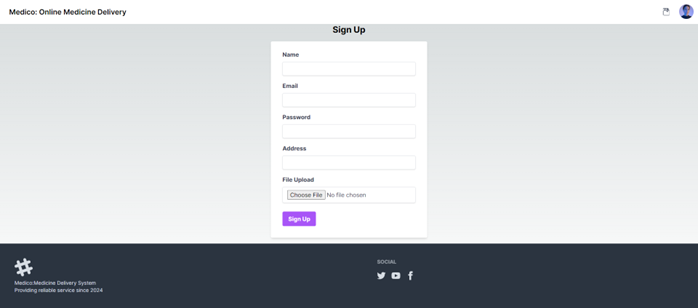 Medico: Online Medicine Delivery
Sign Up
Name
Email
Password
Address
File Upload
Choose File No file chosen
Sign Up
SOCIAL
Medico:Medicine Delivery System
Providing reliable service since 2024